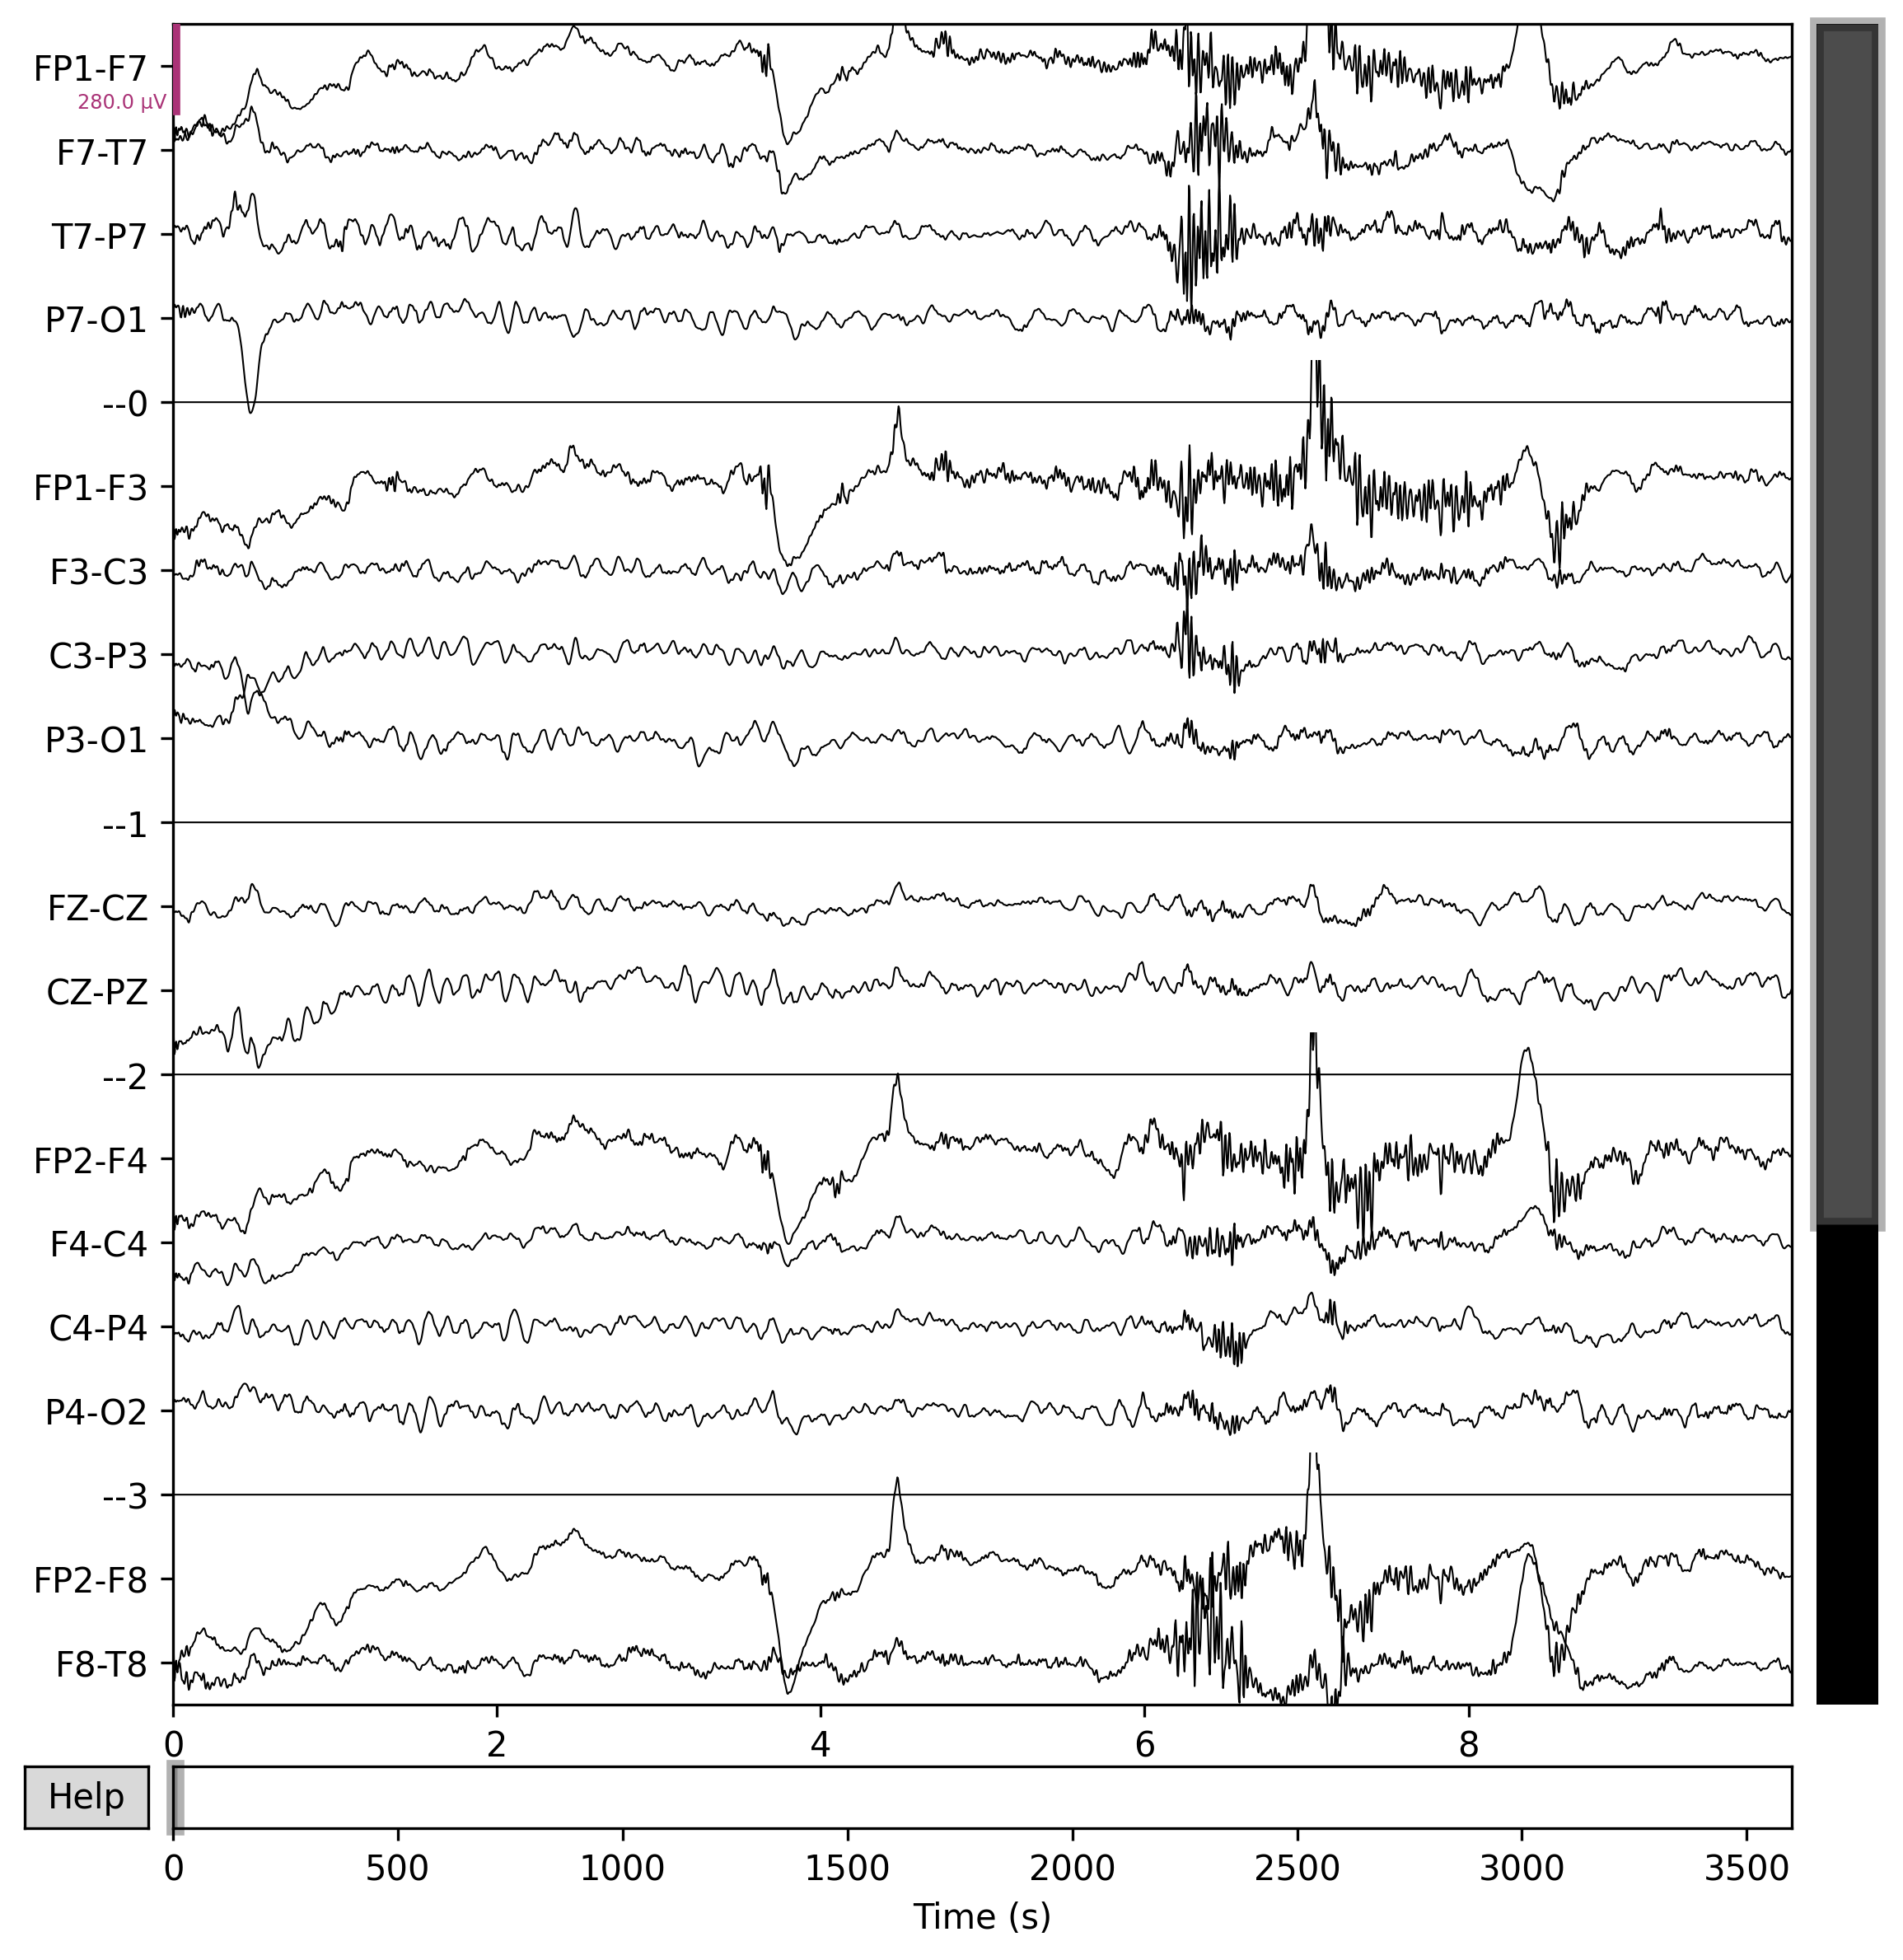 FP1-F7
280.0 µV
F7-T7
T7-P7
P7-O1
--0
FP1-F3
F3-C3
C3-P3
P3-O1
--1
FZ-CZ
CZ-PZ
--2
FP2-F4
F4-C4
C4-P4
P4-O2
--3
FP2-F8
F8-T8
0 2 4 6 8
Help
0 500 1000 1500 2000 2500 3000 3500
Time (s)